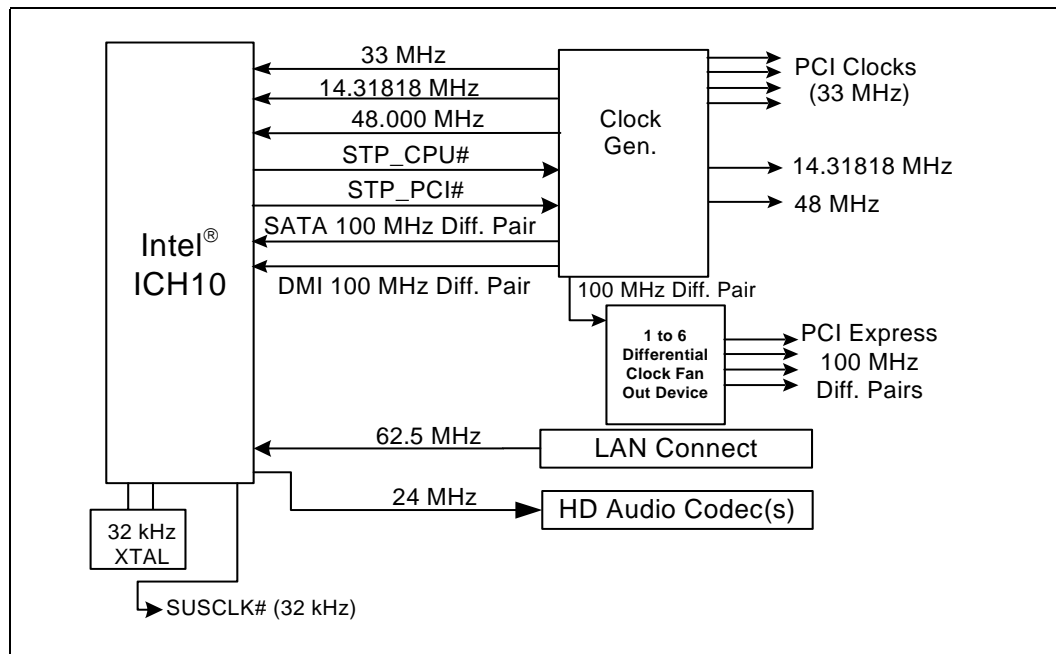 33 MHz
14.31818 MHz
48.000 MHz
STP_CPU#
STP_PCI#
SATA 100 MHz Diff. Pair
DMI 100 MHz Diff. Pair
Intel®
ICH10
Clock
Gen.
PCI Clocks
(33 MHz)
14.31818 MHz
48 MHz
100 MHz Diff. Pair
1 to 6
Differential
Clock Fan
Out Device
PCI Express
100 MHz
Diff. Pairs
62.5 MHz
LAN Connect
24 MHz
HD Audio Codec(s)
32 kHz
XTAL
SUSCLK# (32 kHz)